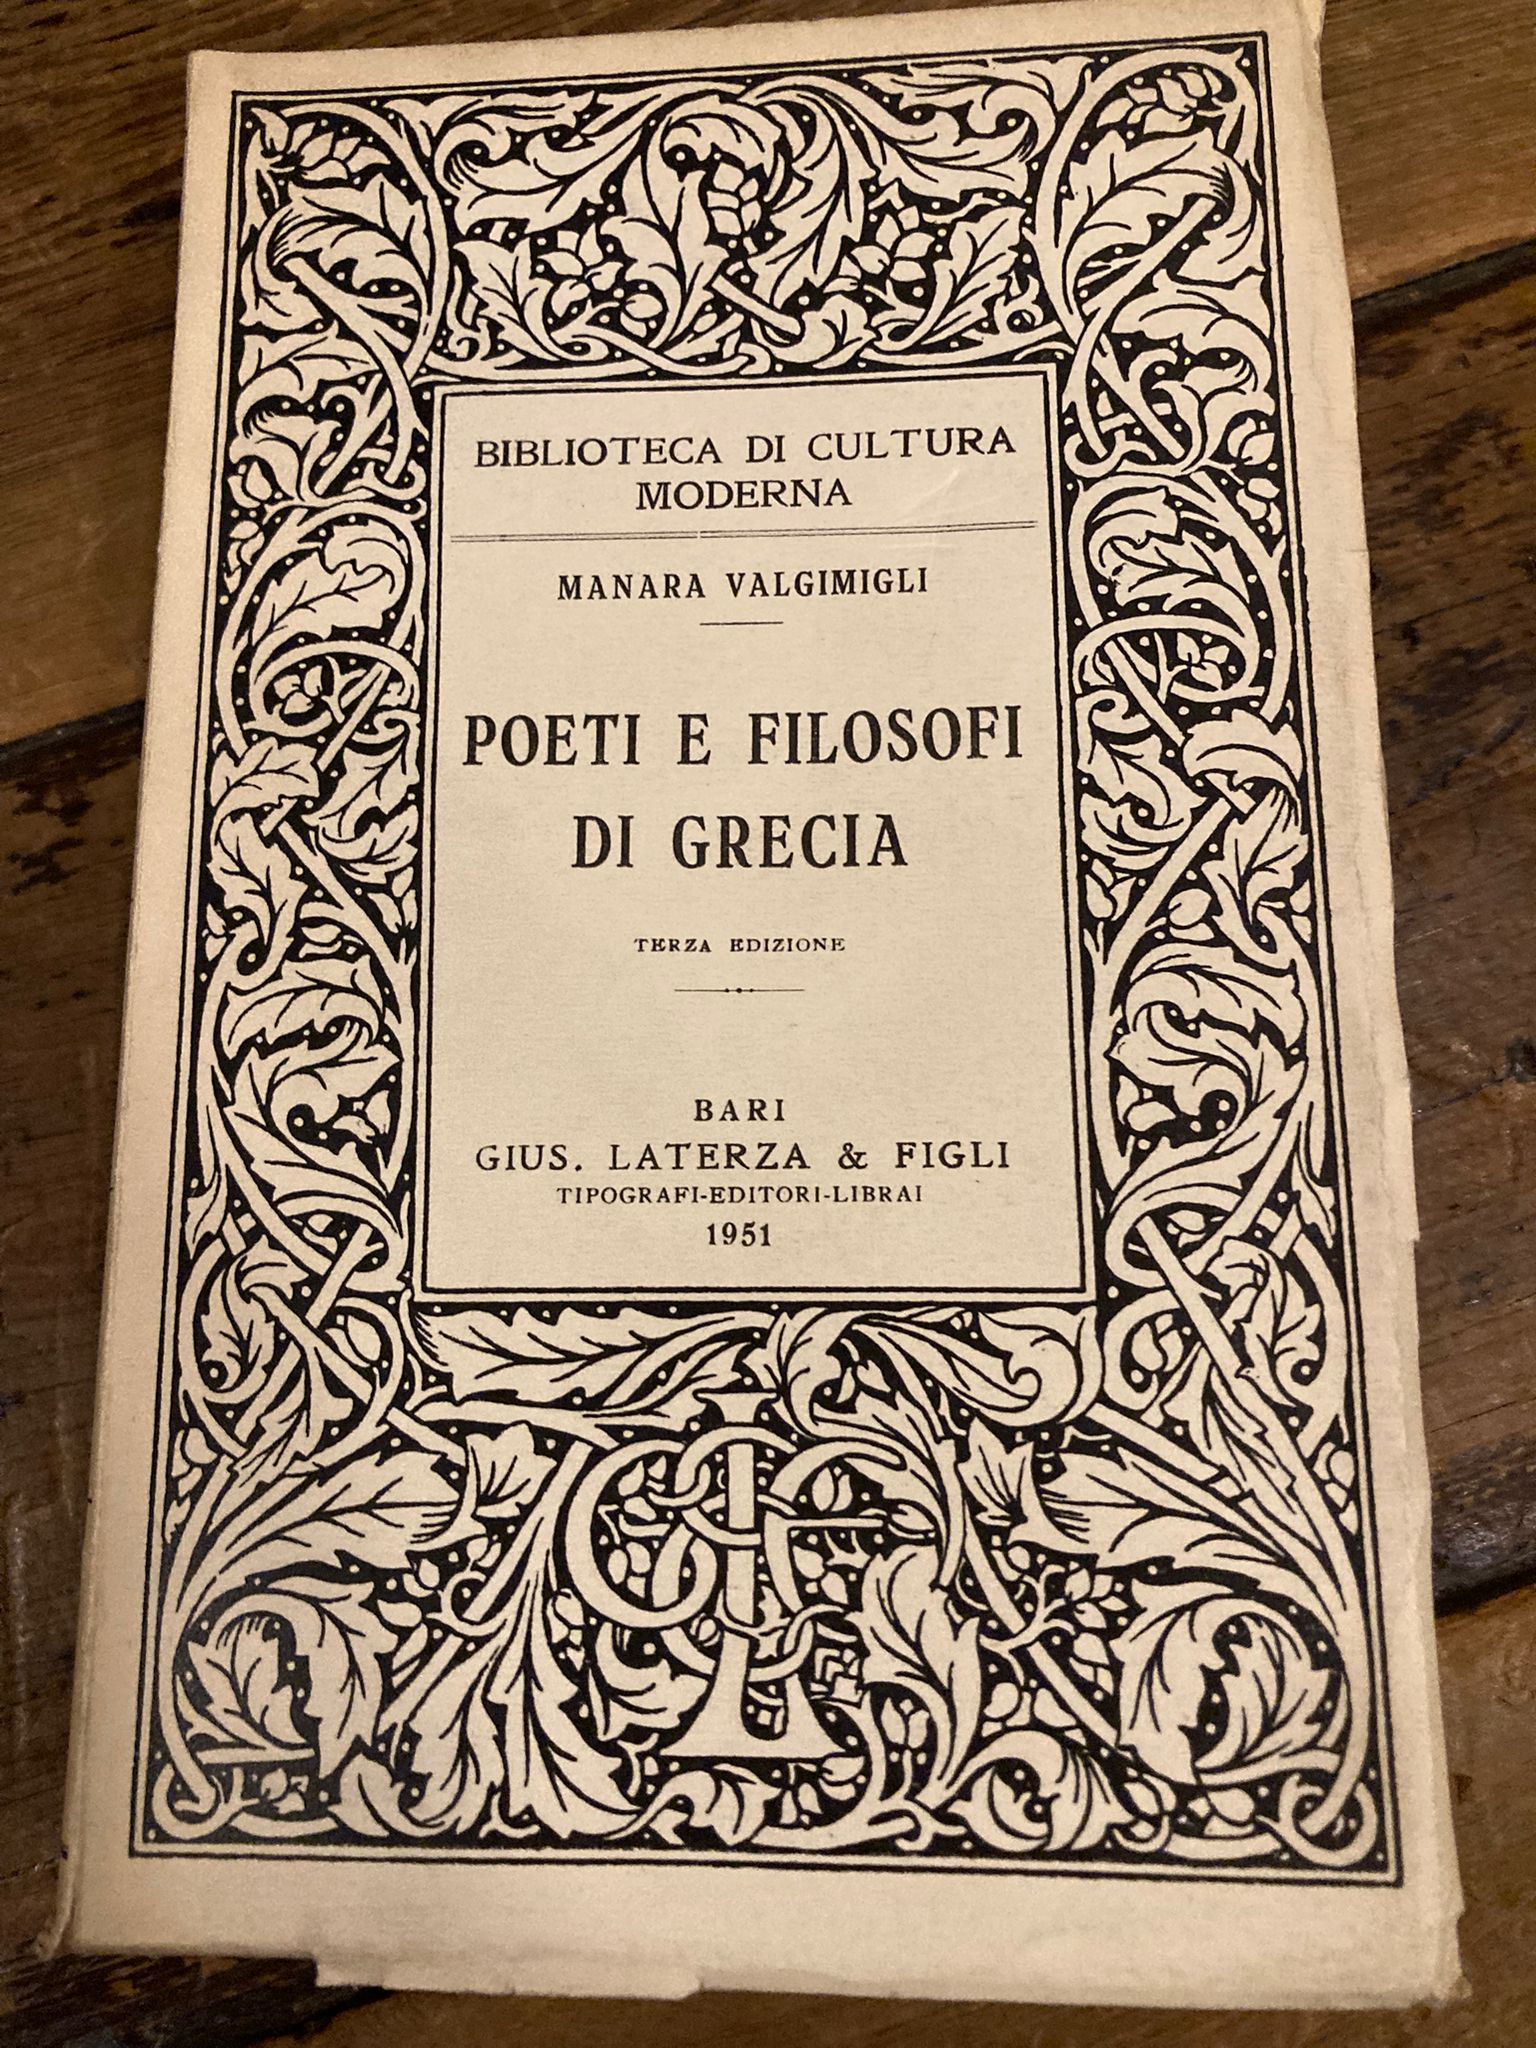 BIBLIOTECA DI CULTURA
MODERNA
MANARA VALGIMIGLI
POETI E FILOSOFI
DI GRECIA
TERZA EDIZIONE
BARI
GIUS. LATERZA & FIGLI
TIPOGRAFI-EDITORI-LIBRAI
1951